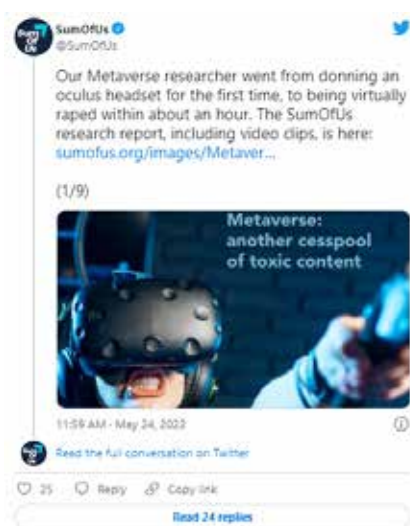 SumOfUs
@SumOfUs
Our Metaverse researcher went from donning an
oculus headset for the first time, to being virtually
raped within about an hour. The SumOfUs
research report, including video clips, is here:
sumofus.org/images/Metaver...
(1/9)
Metaverse:
another cesspool
of toxic content
11:59 AM · May 24, 2022
Read the full conversation on Twitter
25 Reply Copy link
Read 24 replies